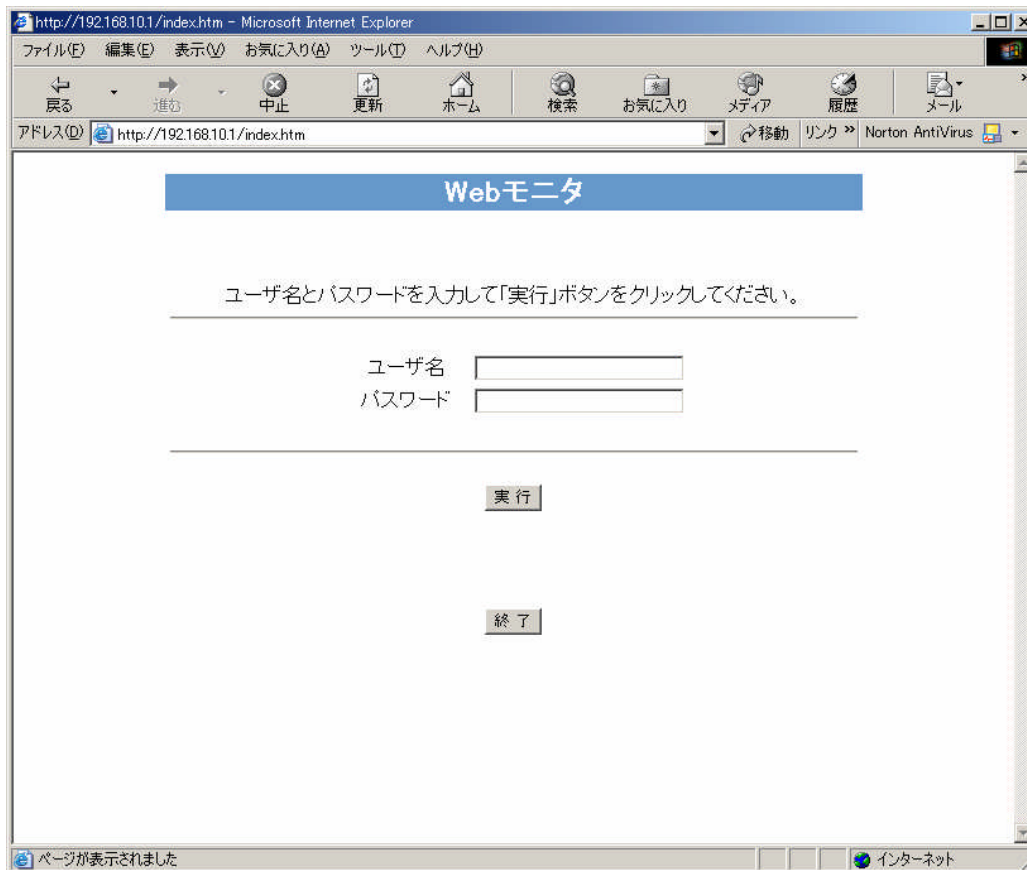 http://192.168.10.1/index.htm - Microsoft Internet Explorer
ファイル(F) 編集(E) 表示(V) お気に入り(A) ツール(T) ヘルプ(H)
戻る 進む 中止 更新 ホーム 検索 お気に入り メディア 履歴 メール »
アドレス(D) http://192.168.10.1/index.htm 移動 リンク » Norton AntiVirus
Webモニタ
ユーザ名とパスワードを入力して「実行」ボタンをクリックしてください。
ユーザ名
パスワード
実 行
終 了
ページが表示されました インターネット